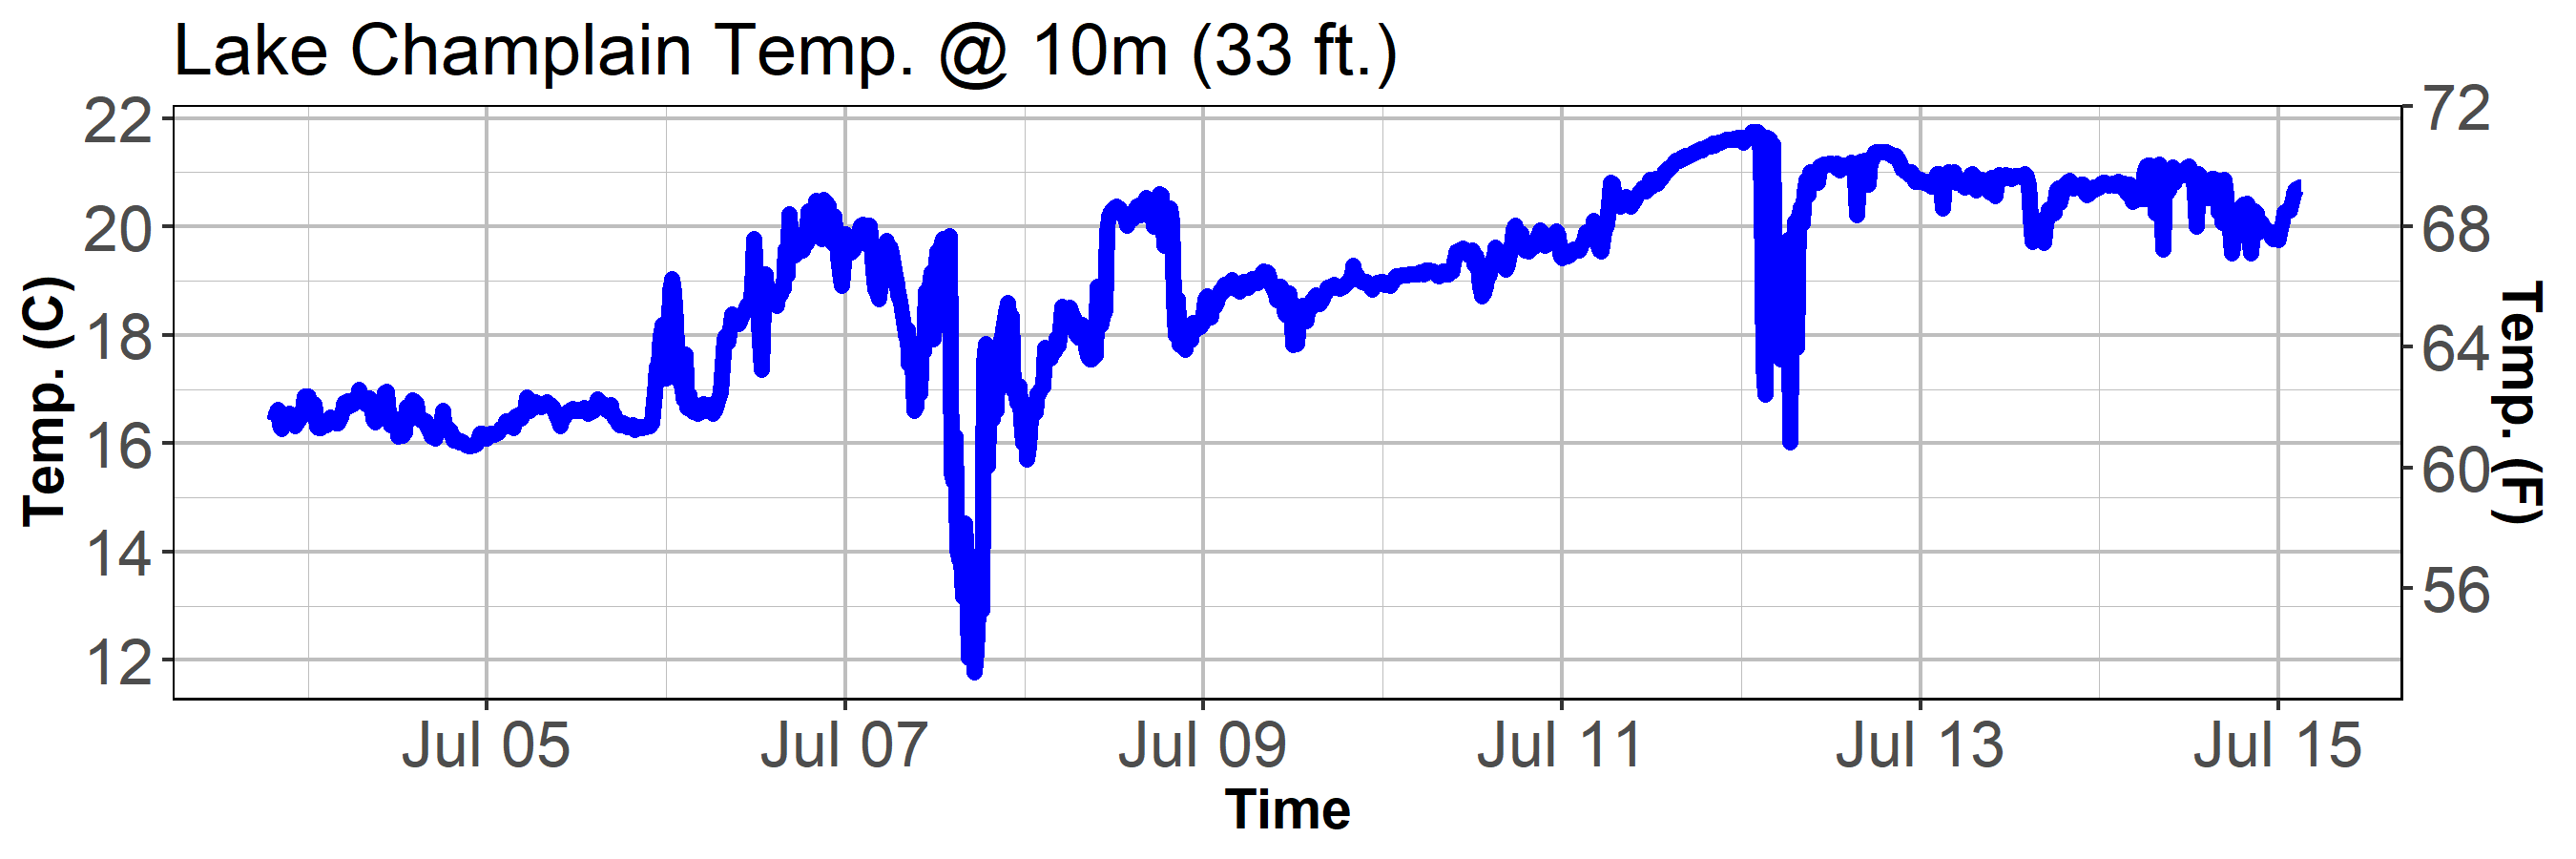 Lake Champlain Temp. @ 10m (33 ft.)
22
20
18
16
14
12
Temp. (C)
72
68
64
60
56
Temp. (F)
Jul 05 Jul 07 Jul 09 Jul 11 Jul 13 Jul 15
Time